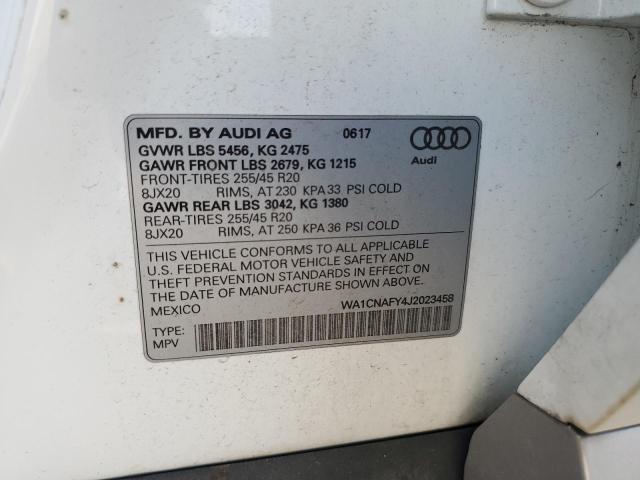 MFD. BY AUDI AG 0617
GVWR LBS 5456, KG 2475
GAWR FRONT LBS 2679, KG 1215
FRONT-TIRES 255/45 R20
8JX20 RIMS, AT 230 KPA 33 PSI COLD
GAWR REAR LBS 3042, KG 1380
REAR-TIRES 255/45 R20
8JX20 RIMS, AT 250 KPA 36 PSI COLD
Audi
THIS VEHICLE CONFORMS TO ALL APPLICABLE
U.S. FEDERAL MOTOR VEHICLE SAFETY AND
THEFT PREVENTION STANDARDS IN EFFECT ON
THE DATE OF MANUFACTURE SHOWN ABOVE.
MEXICO WA1CNAFY4J2023458
TYPE:
MPV